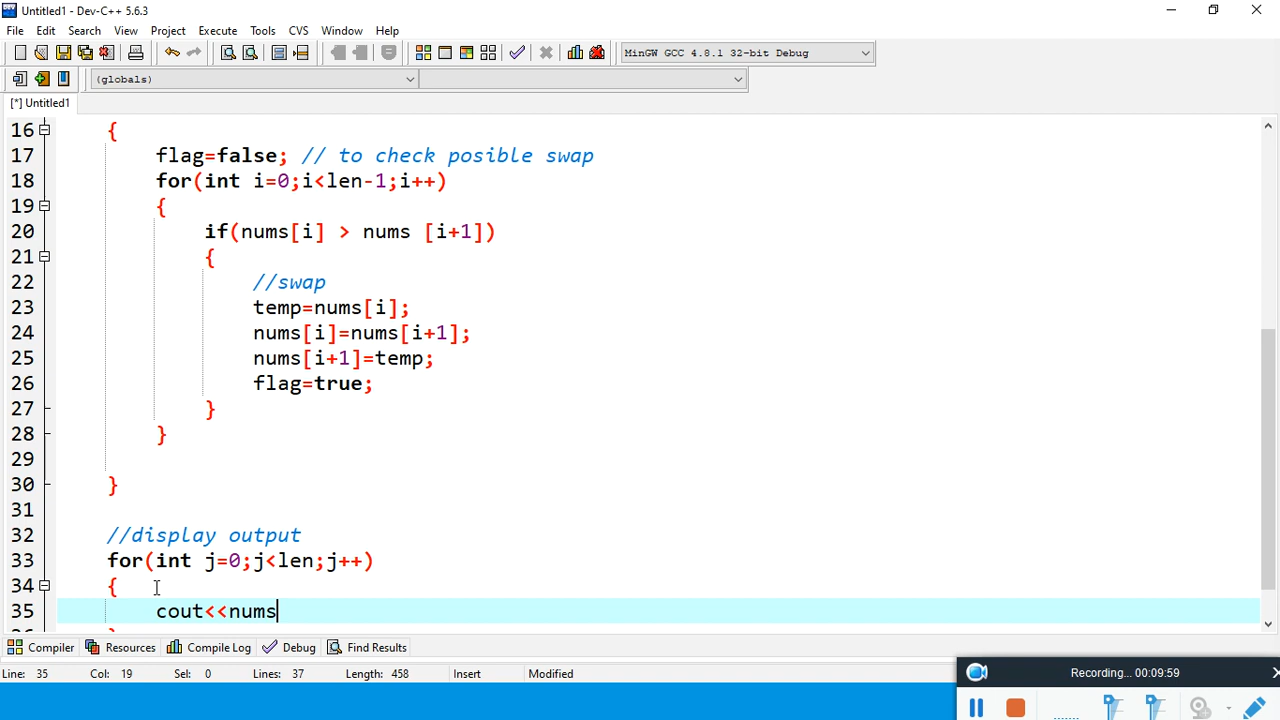 Untitled1 - Dev-C++ 5.6.3
File Edit Search View Project Execute Tools CVS Window Help
MinGW GCC 4.8.1 32-bit Debug
(globals)
[*] Untitled1
16 {
17 flag=false; // to check posible swap
18 for(int i=0;i<len-1;i++)
19 {
20 if(nums[i] > nums [i+1])
21 {
22 //swap
23 temp=nums[i];
24 nums[i]=nums[i+1];
25 nums[i+1]=temp;
26 flag=true;
27 }
28 }
29
30 }
31
32 //display output
33 for(int j=0;j<len;j++)
34 {
35 cout<<nums
Compiler Resources Compile Log Debug Find Results
Line: 35 Col: 19 Sel: 0 Lines: 37 Length: 458 Insert Modified
Recording... 00:09:59